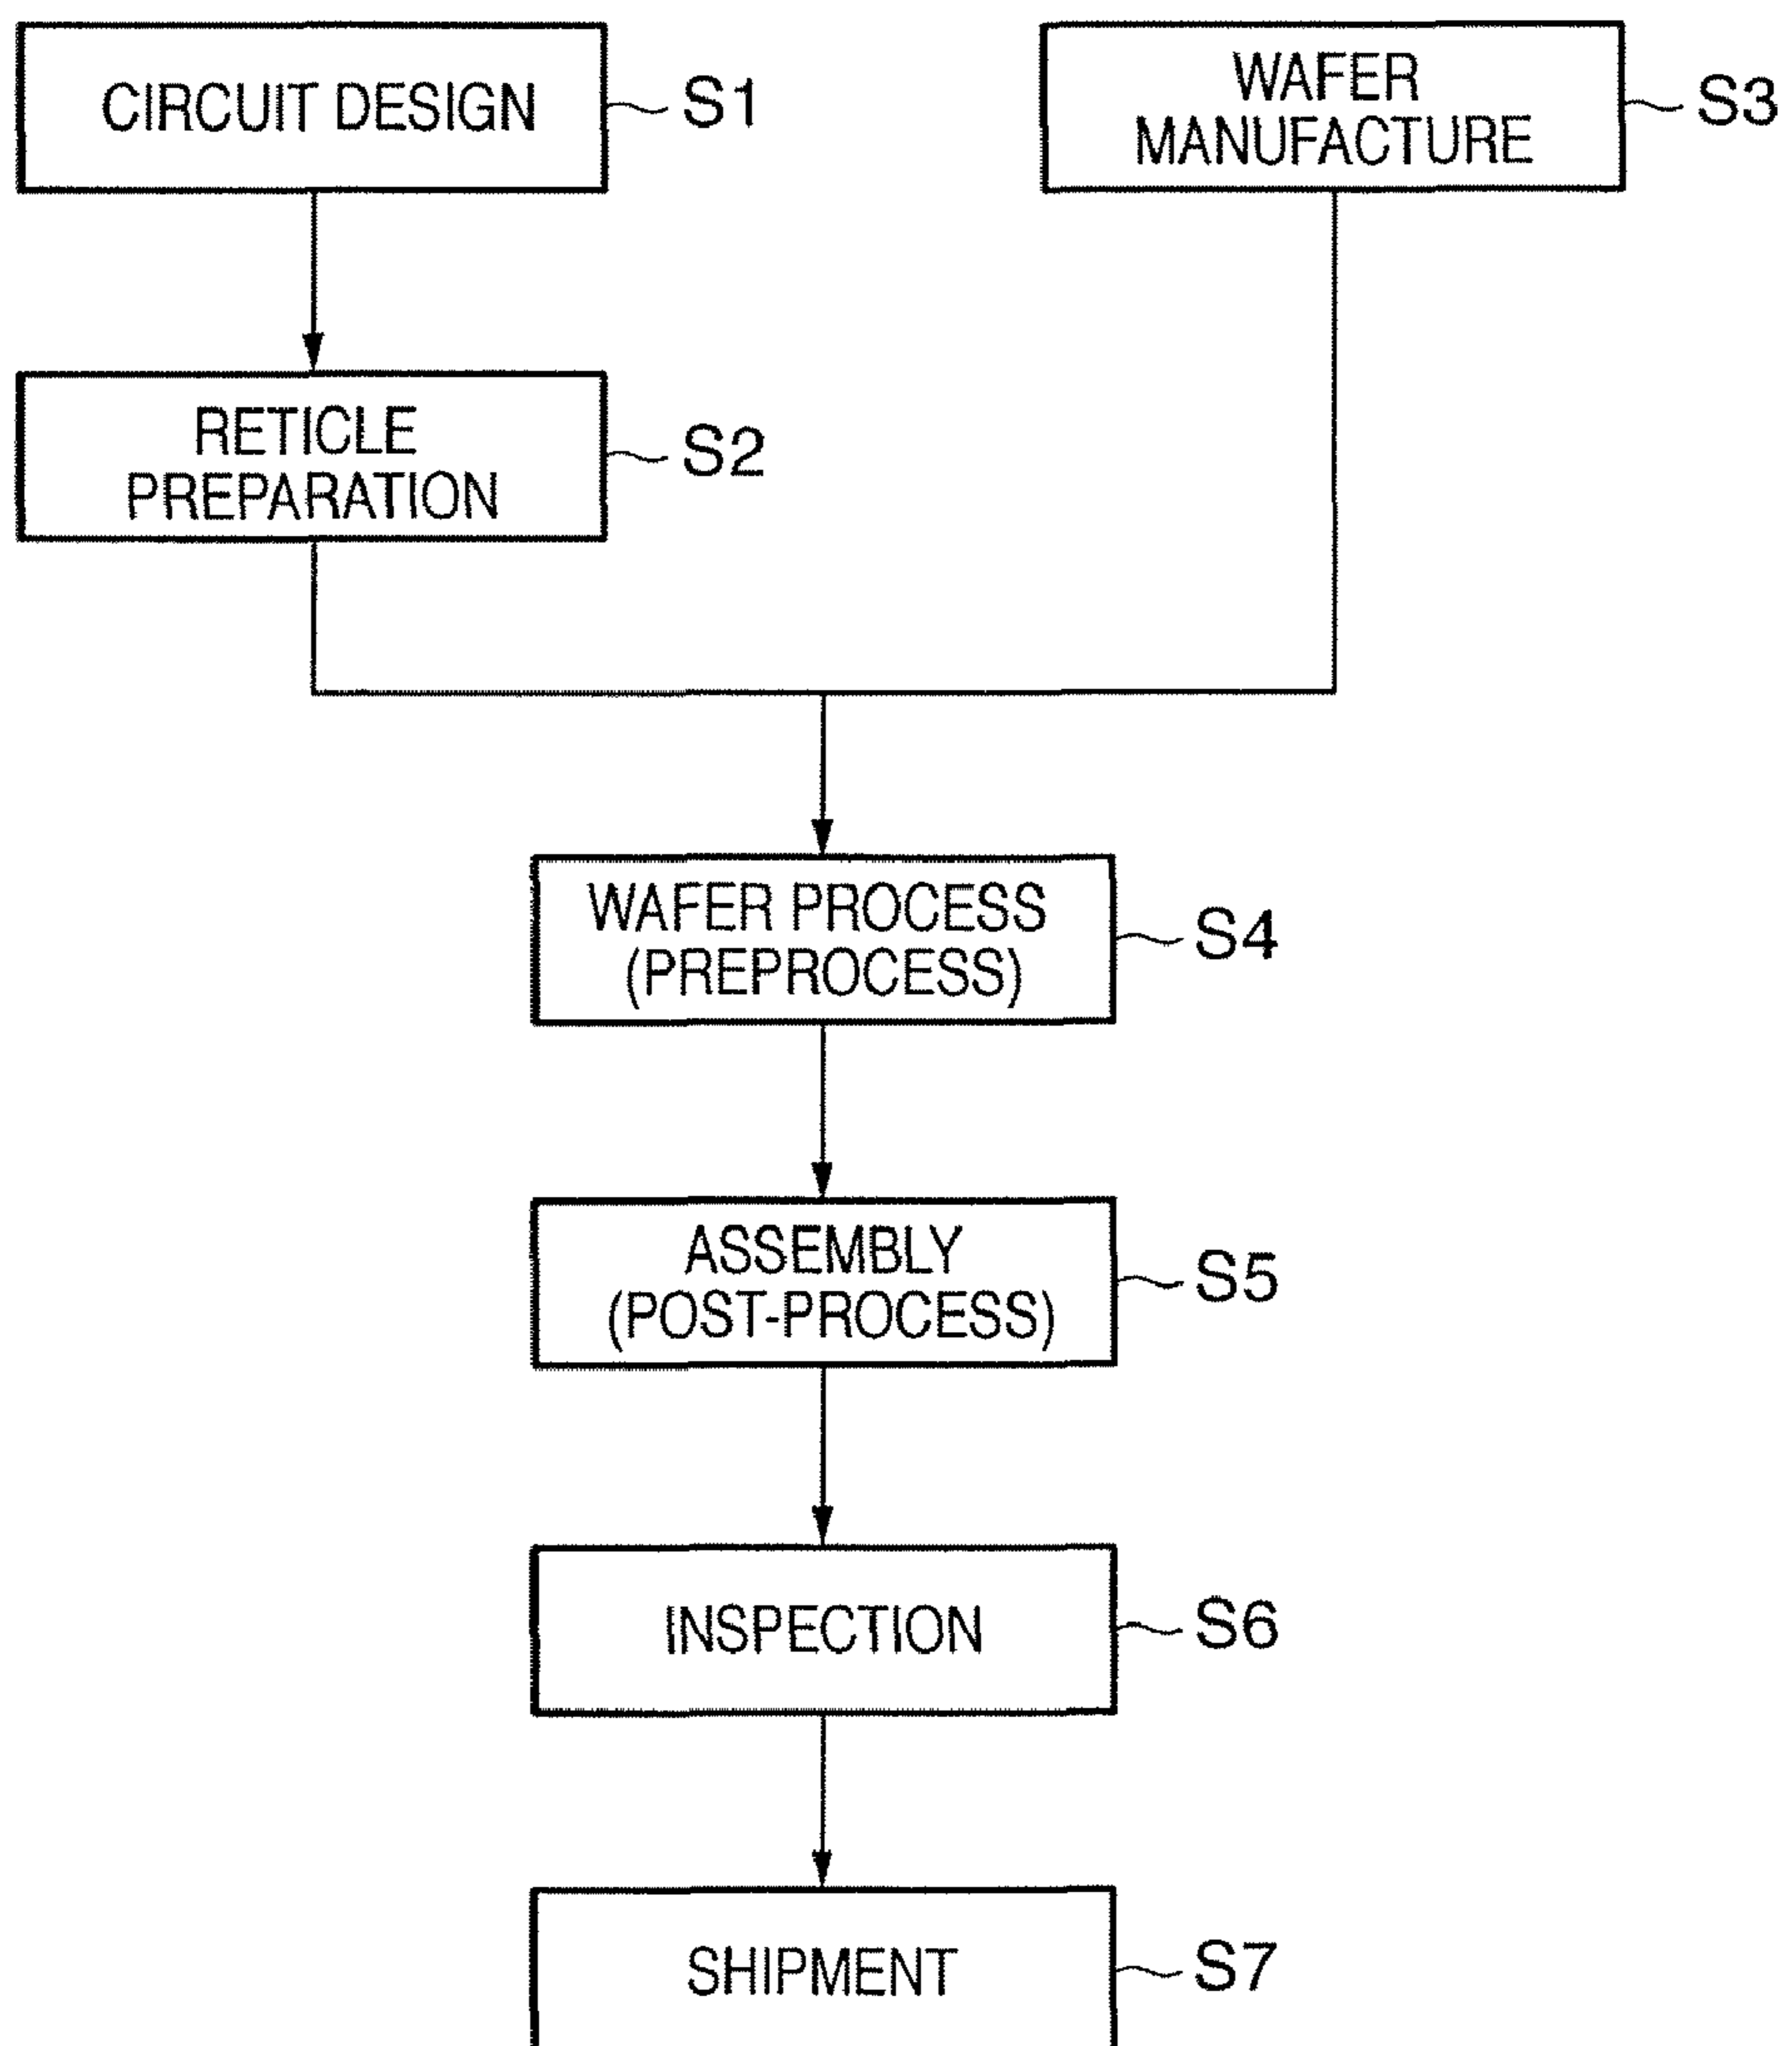 CIRCUIT DESIGN
S1
WAFER
MANUFACTURE
S3
RETICLE
PREPARATION
S2
WAFER PROCESS
(PREPROCESS)
S4
ASSEMBLY
(POST-PROCESS)
S5
INSPECTION
S6
SHIPMENT
S7